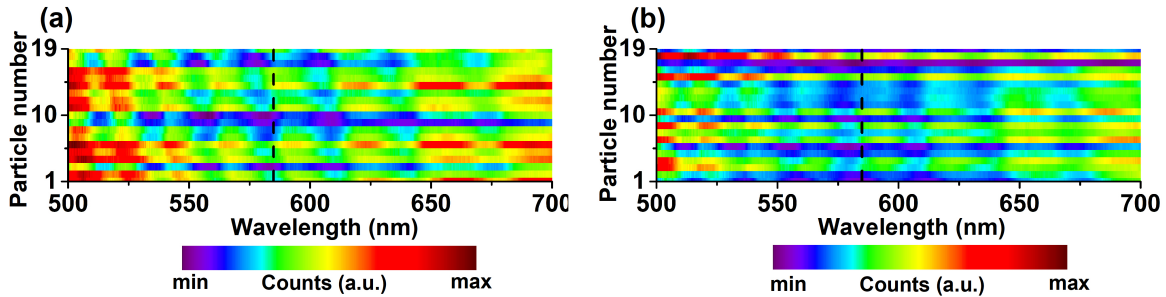 (a)
Particle number
19
10
1
500 550 600 650 700
Wavelength (nm)
min Counts (a.u.) max
(b)
Particle number
19
10
1
500 550 600 650 700
Wavelength (nm)
min Counts (a.u.) max